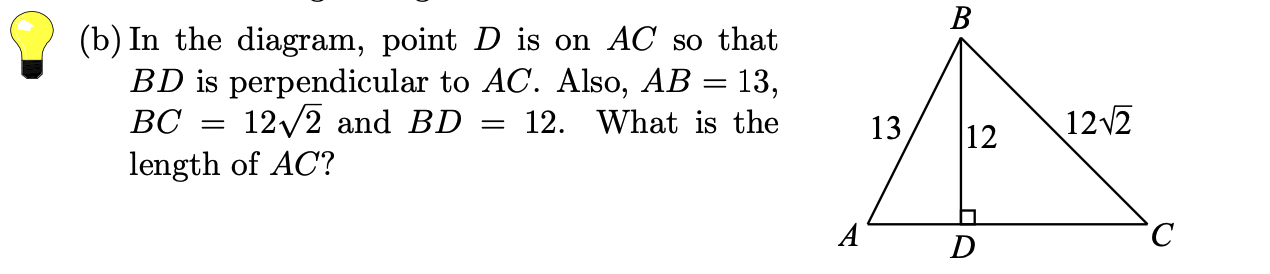 (b) In the diagram, point D is on AC so that
BD is perpendicular to AC. Also, AB = 13,
BC = 12√2 and BD = 12. What is the
length of AC?
B
13
12
12√2
A
D
C